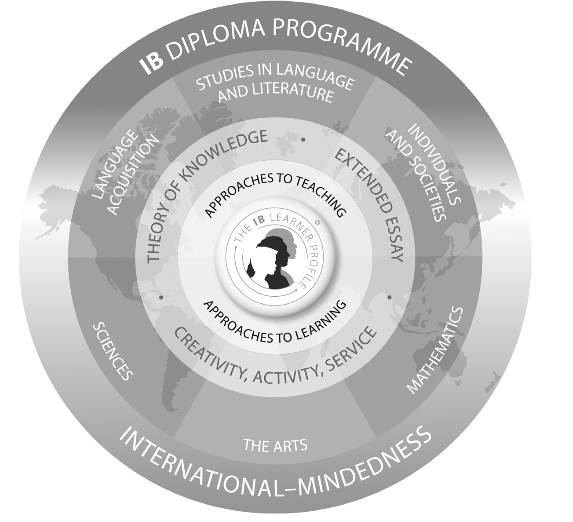 IB DIPLOMA PROGRAMME
STUDIES IN LANGUAGE
AND LITERATURE
LANGUAGE
ACQUISITION
INDIVIDUALS
AND SOCIETIES
THEORY OF KNOWLEDGE
EXTENDED ESSAY
APPROACHES TO TEACHING
THE IB LEARNER PROFILE
®
APPROACHES TO LEARNING
CREATIVITY, ACTIVITY, SERVICE
SCIENCES
MATHEMATICS
THE ARTS
INTERNATIONAL–MINDEDNESS